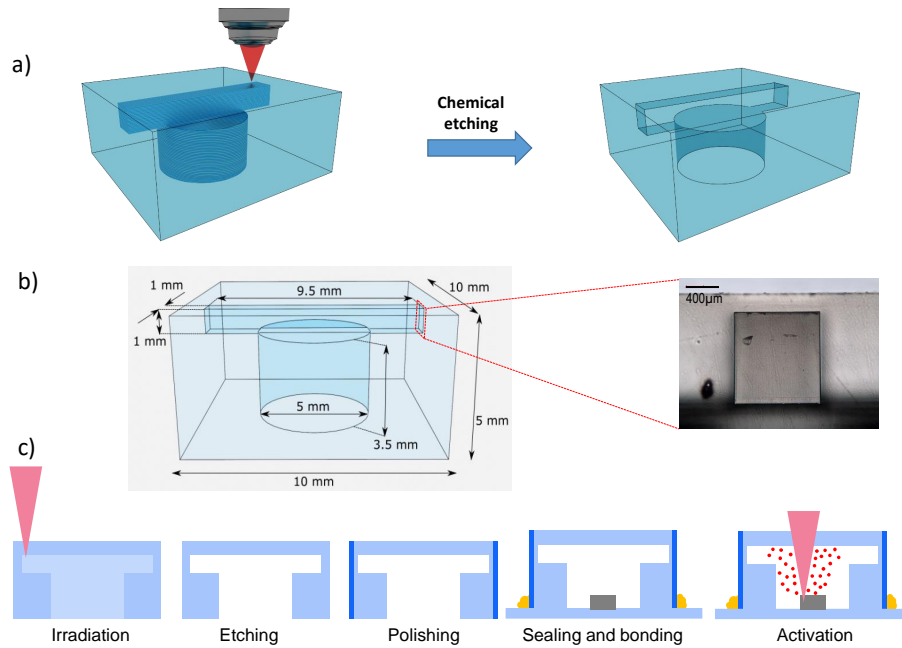 a)
Chemical
etching
b)
1 mm
9.5 mm
10 mm
400µm
1 mm
5 mm
5 mm
3.5 mm
10 mm
c)
Irradiation
Etching
Polishing
Sealing and bonding
Activation